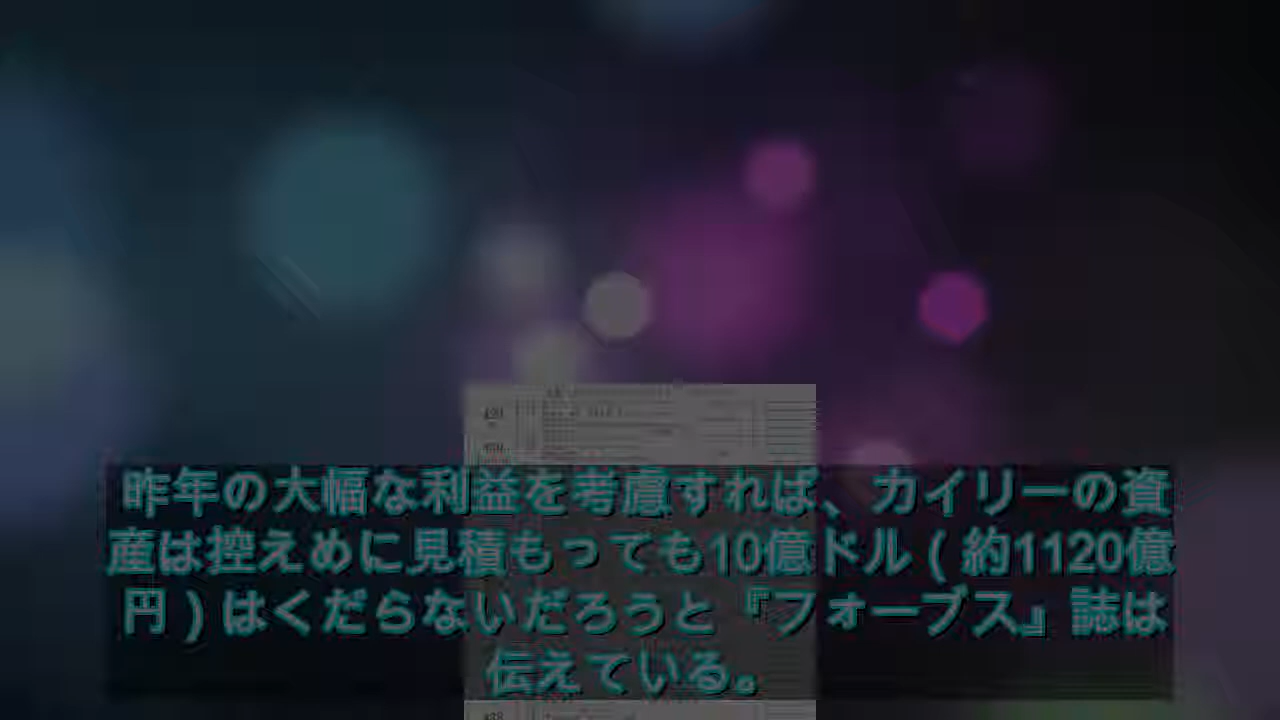 昨年の大幅な利益を考慮すれば、カイリーの資
産は控えめに見積もっても10億ドル（約1120億
円）はくだらないだろうと『フォーブス』誌は
伝えている。